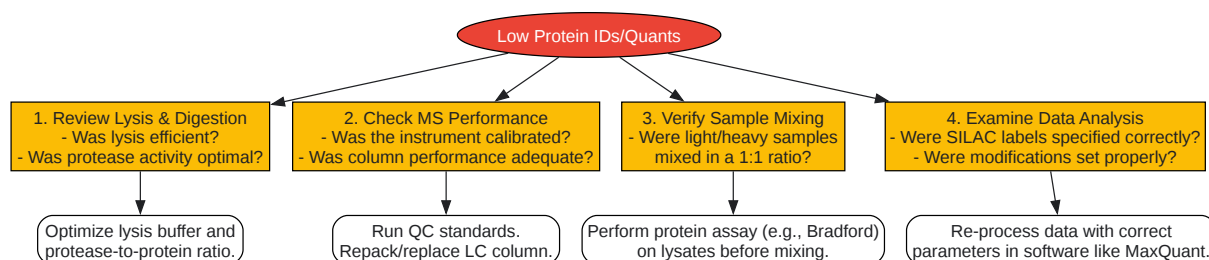 Low Protein IDs/Quants
1. Review Lysis & Digestion
- Was lysis efficient?
- Was protease activity optimal?
2. Check MS Performance
- Was the instrument calibrated?
- Was column performance adequate?
3. Verify Sample Mixing
- Were light/heavy samples
mixed in a 1:1 ratio?
4. Examine Data Analysis
- Were SILAC labels specified correctly?
- Were modifications set properly?
Optimize lysis buffer and
protease-to-protein ratio.
Run QC standards.
Repack/replace LC column.
Perform protein assay (e.g., Bradford)
on lysates before mixing.
Re-process data with correct
parameters in software like MaxQuant.